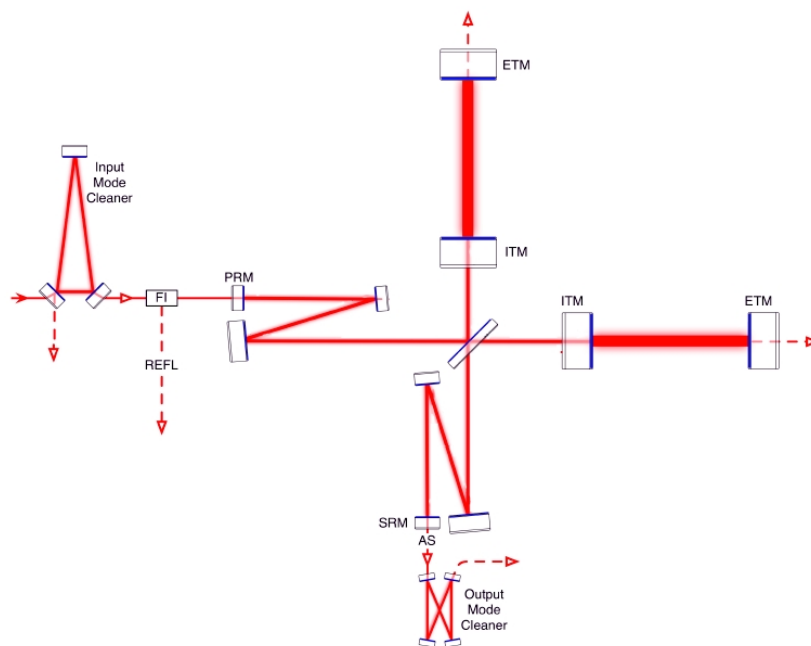 ETM
Input
Mode
Cleaner
ITM
PRM
FI
ITM
ETM
REFL
SRM
AS
Output
Mode
Cleaner